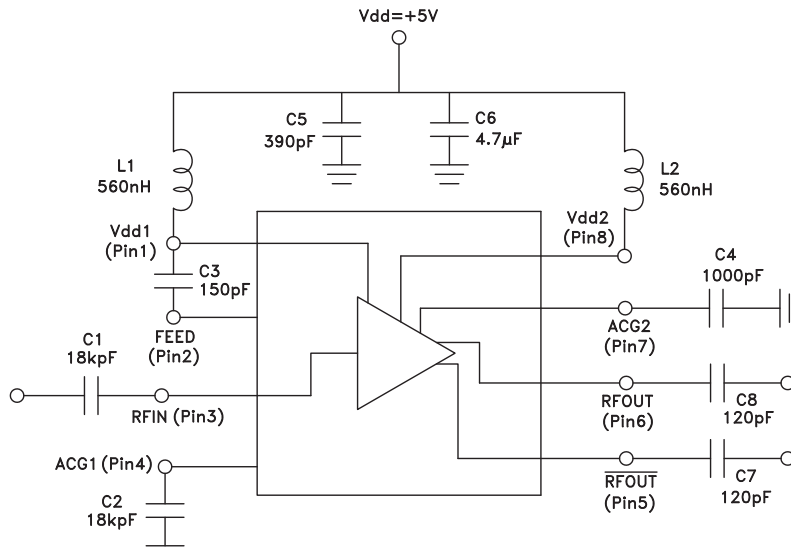 Vdd=+5V
C5
390pF
C6
4.7μF
L1
560nH
L2
560nH
Vdd1
(Pin1)
Vdd2
(Pin8)
C3
150pF
C4
1000pF
FEED
(Pin2)
ACG2
(Pin7)
C1
18kpF
RFIN (Pin3)
RFOUT
(Pin6)
C8
120pF
ACG1 (Pin4)
C2
18kpF
RFOUT
(Pin5)
C7
120pF